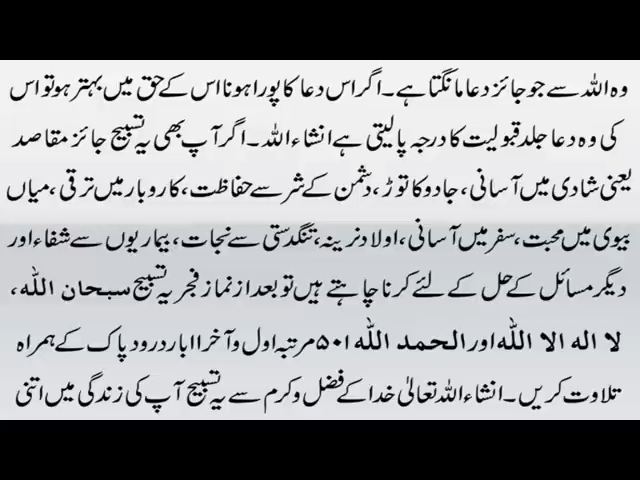 وہ اللہ سے جو جائز دعا مانگتا ہے۔ اگر اس دعا کا پورا ہونا اس کے حق میں بہتر ہو تو اس
کی وہ دعا جلد قبولیت کا درجہ پا لیتی ہے انشاء اللہ۔ اگر آپ بھی یہ تسبیح جائز مقاصد
یعنی شادی میں آسانی، جادو کا توڑ، دشمن کے شر سے حفاظت، کاروبار میں ترقی، میاں
بیوی میں محبت، سفر میں آسانی، اولاد نرینہ، تنگدستی سے نجات، بیماریوں سے شفاء اور
دیگر مسائل کے حل کے لئے کرنا چاہتے ہیں تو بعد از نماز فجر یہ تسبیح سبحان اللہ،
لا الہ الا اللہ اور الحمد اللہ ۵۰۱ مرتبہ اول و آخر ۱۱ بار درود پاک کے ہمراہ
تلاوت کریں۔ انشاء اللہ تعالیٰ خدا کے فضل و کرم سے یہ تسبیح آپ کی زندگی میں اتنی